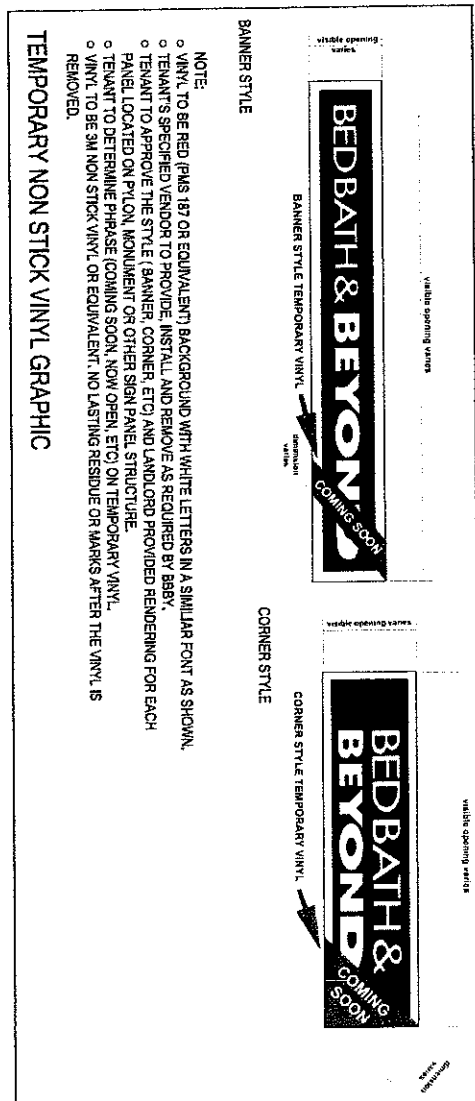 visible opening varies
visible opening
varies
BED BATH & BEYOND
COMING SOON
dimension
varies
BANNER STYLE TEMPORARY VINYL
BANNER STYLE
visible opening varies
visible opening varies
BED BATH &
BEYOND
COMING
SOON
dimension
varies
CORNER STYLE TEMPORARY VINYL
CORNER STYLE
NOTE:
o VINYL TO BE RED (PMS 187 OR EQUIVALENT) BACKGROUND WITH WHITE LETTERS IN A SIMILIAR FONT AS SHOWN.
o TENANT'S SPECIFIED VENDOR TO PROVIDE, INSTALL AND REMOVE AS REQUIRED BY BBBY.
o TENANT TO APPROVE THE STYLE ( BANNER, CORNER, ETC) AND LANDLORD PROVIDED RENDERING FOR EACH
PANEL LOCATED ON PYLON, MONUMENT OR OTHER SIGN PANEL STRUCTURE.
o TENANT TO DETERMINE PHRASE (COMING SOON, NOW OPEN, ETC) ON TEMPORARY VINYL.
o VINYL TO BE 3M NON STICK VINYL OR EQUIVALENT. NO LASTING RESIDUE OR MARKS AFTER THE VINYL IS
REMOVED.
TEMPORARY NON STICK VINYL GRAPHIC